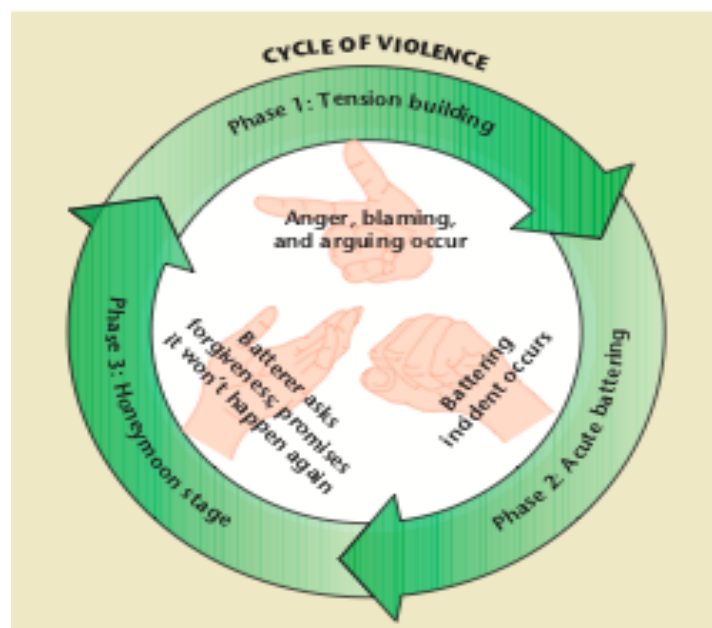 CYCLE OF VIOLENCE
Phase 1: Tension building
Anger, blaming,
and arguing occur
Phase 2: Acute battering
Battering
incident occurs
Phase 3: Honeymoon stage
Batterer asks
forgiveness; promises
it won't happen again